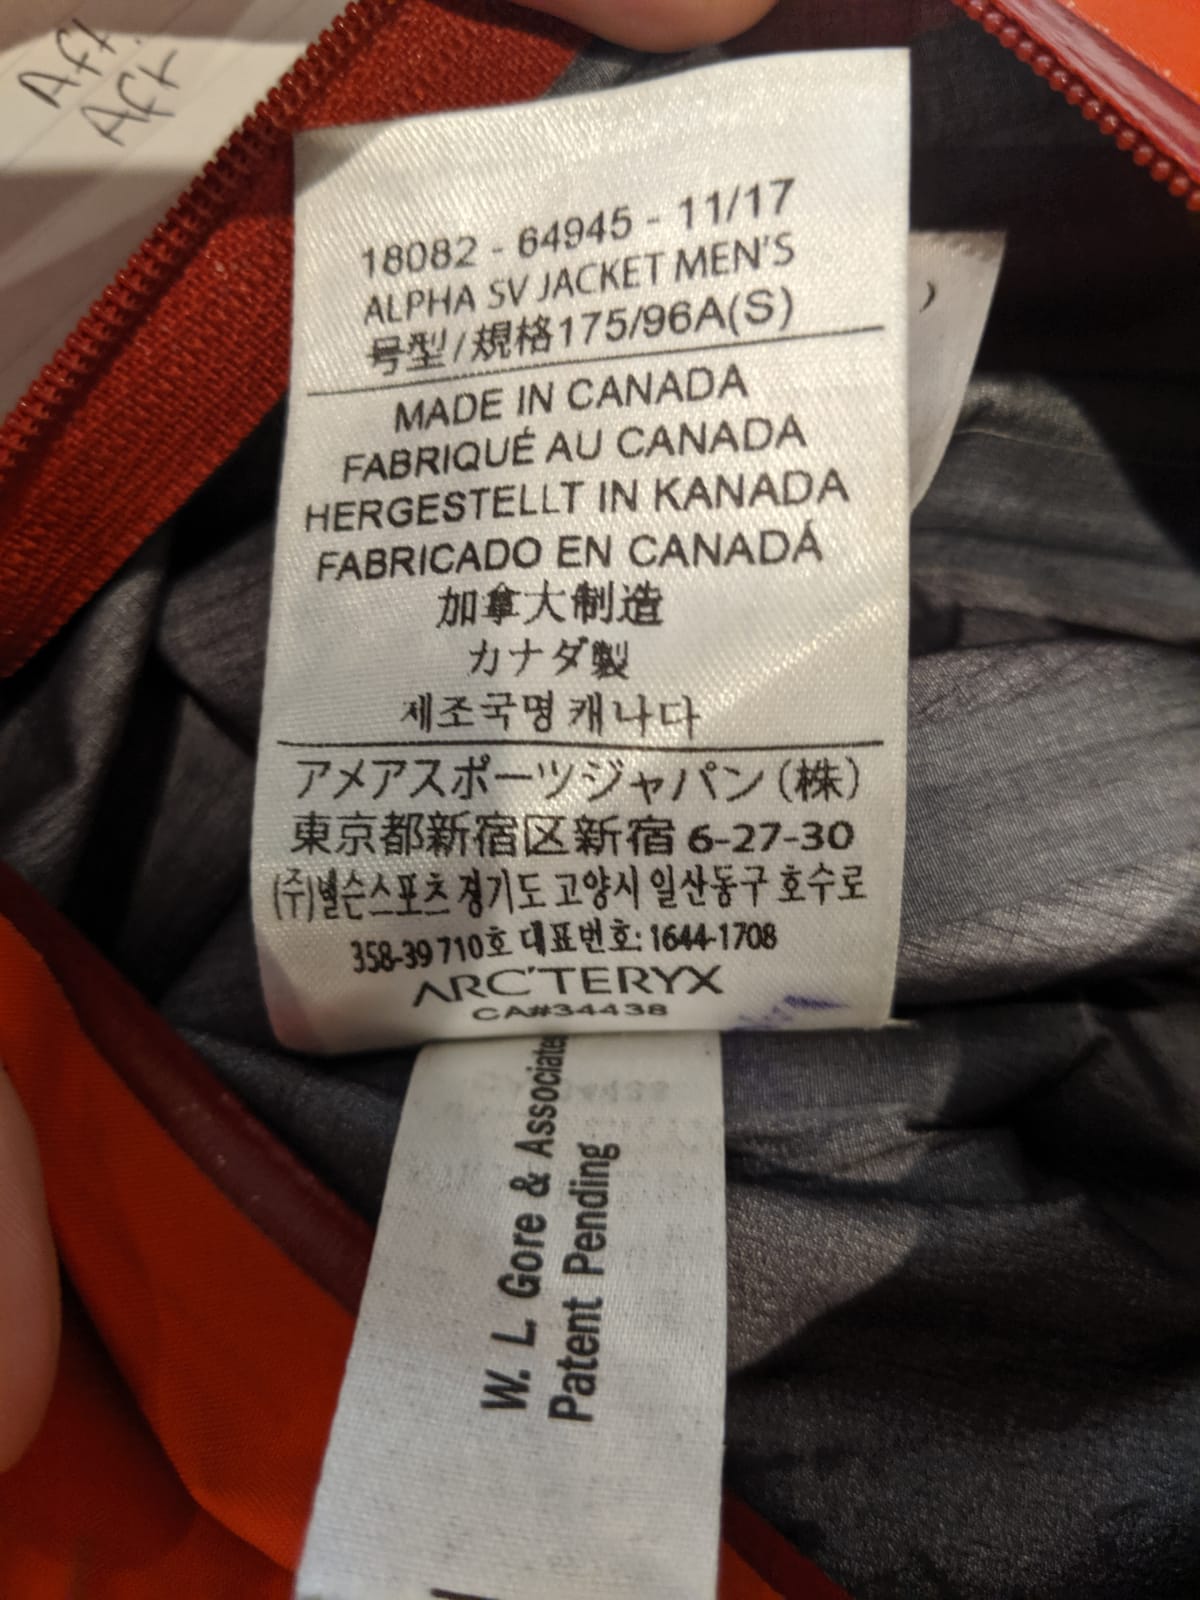 Aft.
Aft
18082 - 64945 - 11/17
ALPHA SV JACKET MEN'S
号型/規格175/96A(S)
MADE IN CANADA
FABRIQUÉ AU CANADA
HERGESTELLT IN KANADA
FABRICADO EN CANADÁ
加拿大制造
カナダ製
제조국명 캐나다
アメアスポーツジャパン（株）
東京都新宿区新宿 6-27-30
(주)넬슨스포츠 경기도 고양시 일산동구 호수로
358-39 710호 대표번호: 1644-1708
ARC'TERYX
CA#34438
)
W. L. Gore & Associate
Patent Pending